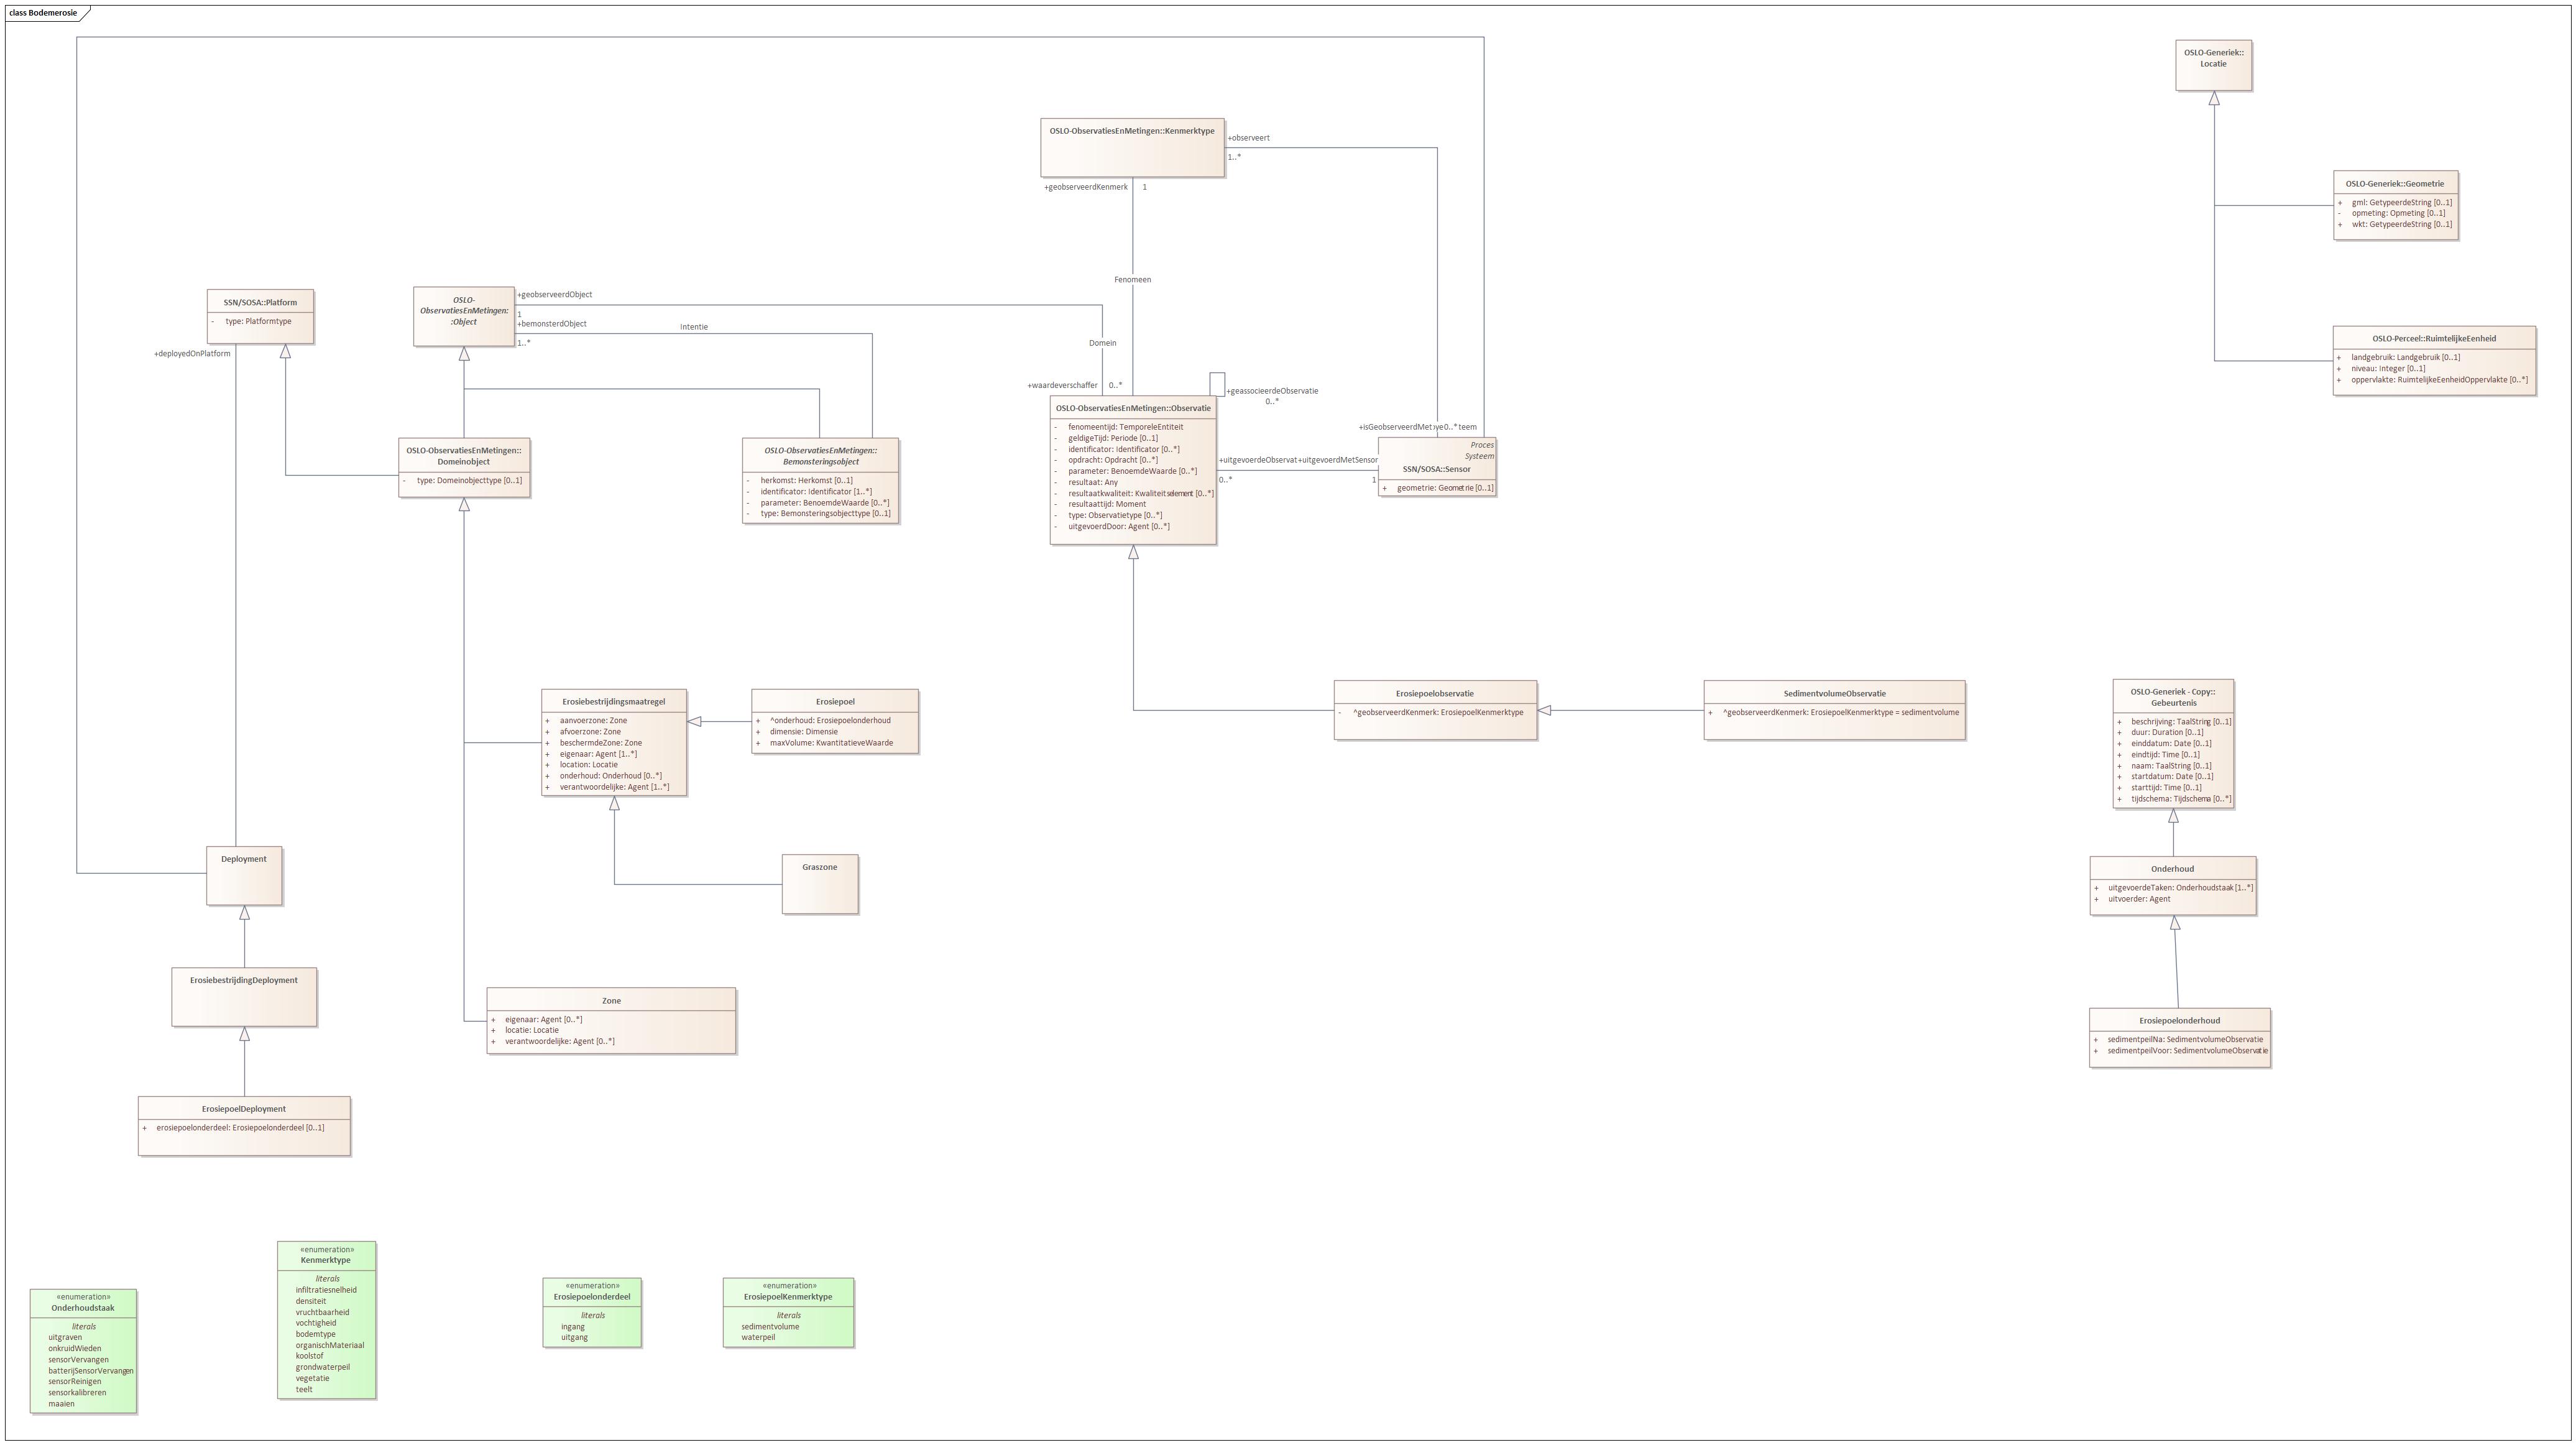 class Bodemerosie
OSLO-Generiek::
Locatie
OSLO-Generiek::Geometrie
+ gml: GetypeerdeString [0..1]
- opmeting: Opmeting [0..1]
+ wkt: GetypeerdeString [0..1]
OSLO-Perceel::RuimtelijkeEenheid
+ landgebruik: Landgebruik [0..1]
+ niveau: Integer [0..1]
+ oppervlakte: RuimtelijkeEenheidOppervlakte [0..*]
OSLO-ObservatiesEnMetingen::Kenmerktype
+observeert
1..*
+geobserveerdKenmerk 1
Fenomeen
SSN/SOSA::Platform
- type: Platformtype
+deployedOnPlatform
OSLO-
ObservatiesEnMetingen:
:Object
+geobserveerdObject
1
+bemonsterdObject
Intentie
1..*
Domein
+waardeverschaffer 0..*
+geassocieerdeObservatie
0..*
OSLO-ObservatiesEnMetingen::
Domeinobject
- type: Domeinobjecttype [0..1]
OSLO-ObservatiesEnMetingen::
Bemonsteringsobject
- herkomst: Herkomst [0..1]
- identificator: Identificator [1..*]
- parameter: BenoemdeWaarde [0..*]
- type: Bemonsteringsobjecttype [0..1]
OSLO-ObservatiesEnMetingen::Observatie
- fenomeentijd: TemporeleEntiteit
- geldigeTijd: Periode [0..1]
- identificator: Identificator [0..*]
- opdracht: Opdracht [0..*]
- parameter: BenoemdeWaarde [0..*]
- resultaat: Any
- resultaatkwaliteit: Kwaliteitselement [0..*]
- resultaattijd: Moment
- type: Observatietype [0..*]
- uitgevoerdDoor: Agent [0..*]
+uitgevoerdeObservat+uitgevoerdMetSensor
0..* 1
0..* teem
Proces
Systeem
SSN/SOSA::Sensor
+ geometrie: Geometrie [0..1]
Erosiebestrijdingsmaatregel
+ aanvoerzone: Zone
+ afvoerzone: Zone
+ beschermdeZone: Zone
+ eigenaar: Agent [1..*]
+ location: Locatie
+ onderhoud: Onderhoud [0..*]
+ verantwoordelijke: Agent [1..*]
Erosiepoel
+ ^onderhoud: Erosiepoelonderhoud
+ dimensie: Dimensie
+ maxVolume: KwantitatieveWaarde
Erosiepoelobservatie
- ^geobserveerdKenmerk: ErosiepoelKenmerktype
SedimentvolumeObservatie
+ ^geobserveerdKenmerk: ErosiepoelKenmerktype = sedimentvolume
OSLO-Generiek - Copy::
Gebeurtenis
+ beschrijving: TaalString [0..1]
+ duur: Duration [0..1]
+ einddatum: Date [0..1]
+ eindtijd: Time [0..1]
+ naam: TaalString [0..1]
+ startdatum: Date [0..1]
+ starttijd: Time [0..1]
+ tijdschema: Tijdschema [0..*]
Deployment
Graszone
Onderhoud
+ uitgevoerdeTaken: Onderhoudstaak [1..*]
+ uitvoerder: Agent
ErosiebestrijdingDeployment
Zone
+ eigenaar: Agent [0..*]
+ locatie: Locatie
+ verantwoordelijke: Agent [0..*]
Erosiepoelonderhoud
+ sedimentpeilNa: SedimentvolumeObservatie
+ sedimentpeilVoor: SedimentvolumeObservatie
ErosiepoelDeployment
+ erosiepoelonderdeel: Erosiepoelonderdeel [0..1]
«enumeration»
Onderhoudstaak
literals
uitgraven
onkruidWieden
sensorVervangen
batterijSensorVervangen
sensorReinigen
sensorkalibreren
maaien
«enumeration»
Kenmerktype
literals
infiltratiesnelheid
densiteit
vruchtbaarheid
vochtigheid
bodemtype
organischMateriaal
koolstof
grondwaterpeil
vegetatie
teelt
«enumeration»
Erosiepoelonderdeel
literals
ingang
uitgang
«enumeration»
ErosiepoelKenmerktype
literals
sedimentvolume
waterpeil